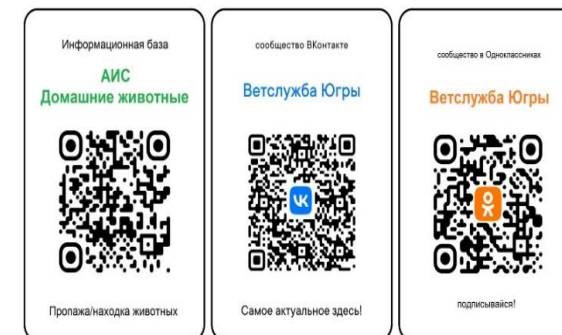 Информационная база
АИС
Домашние животные
Пропажа/находка животных
сообщество ВКонтакте
Ветслужба Югры
Самое актуальное здесь!
сообщество в Одноклассниках
Ветслужба Югры
подписывайся!